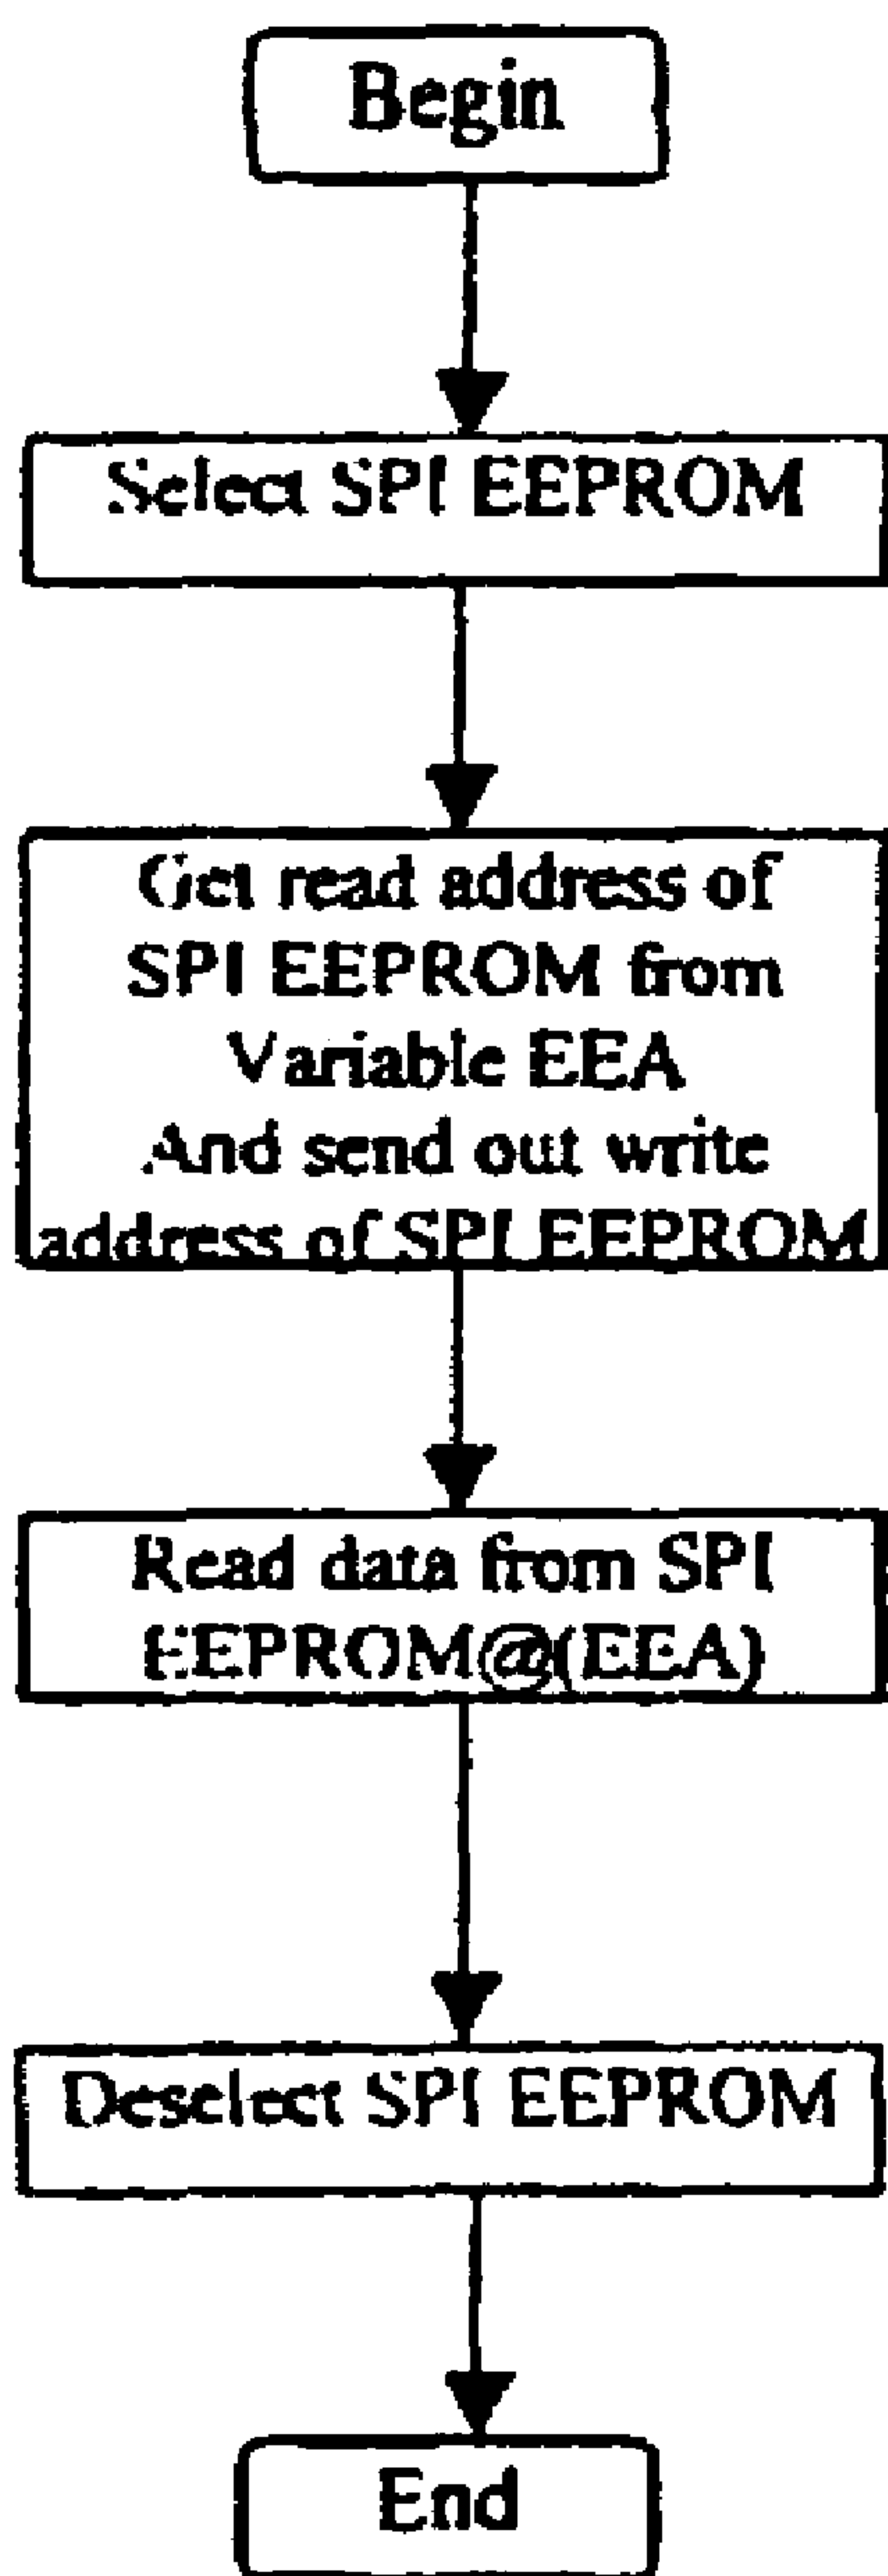 Begin
Select SPI EEPROM
Get read address of
SPI EEPROM from
Variable EEA
And send out write
address of SPI EEPROM
Read data from SPI
EEPROM@(EEA)
Deselect SPI EEPROM
End